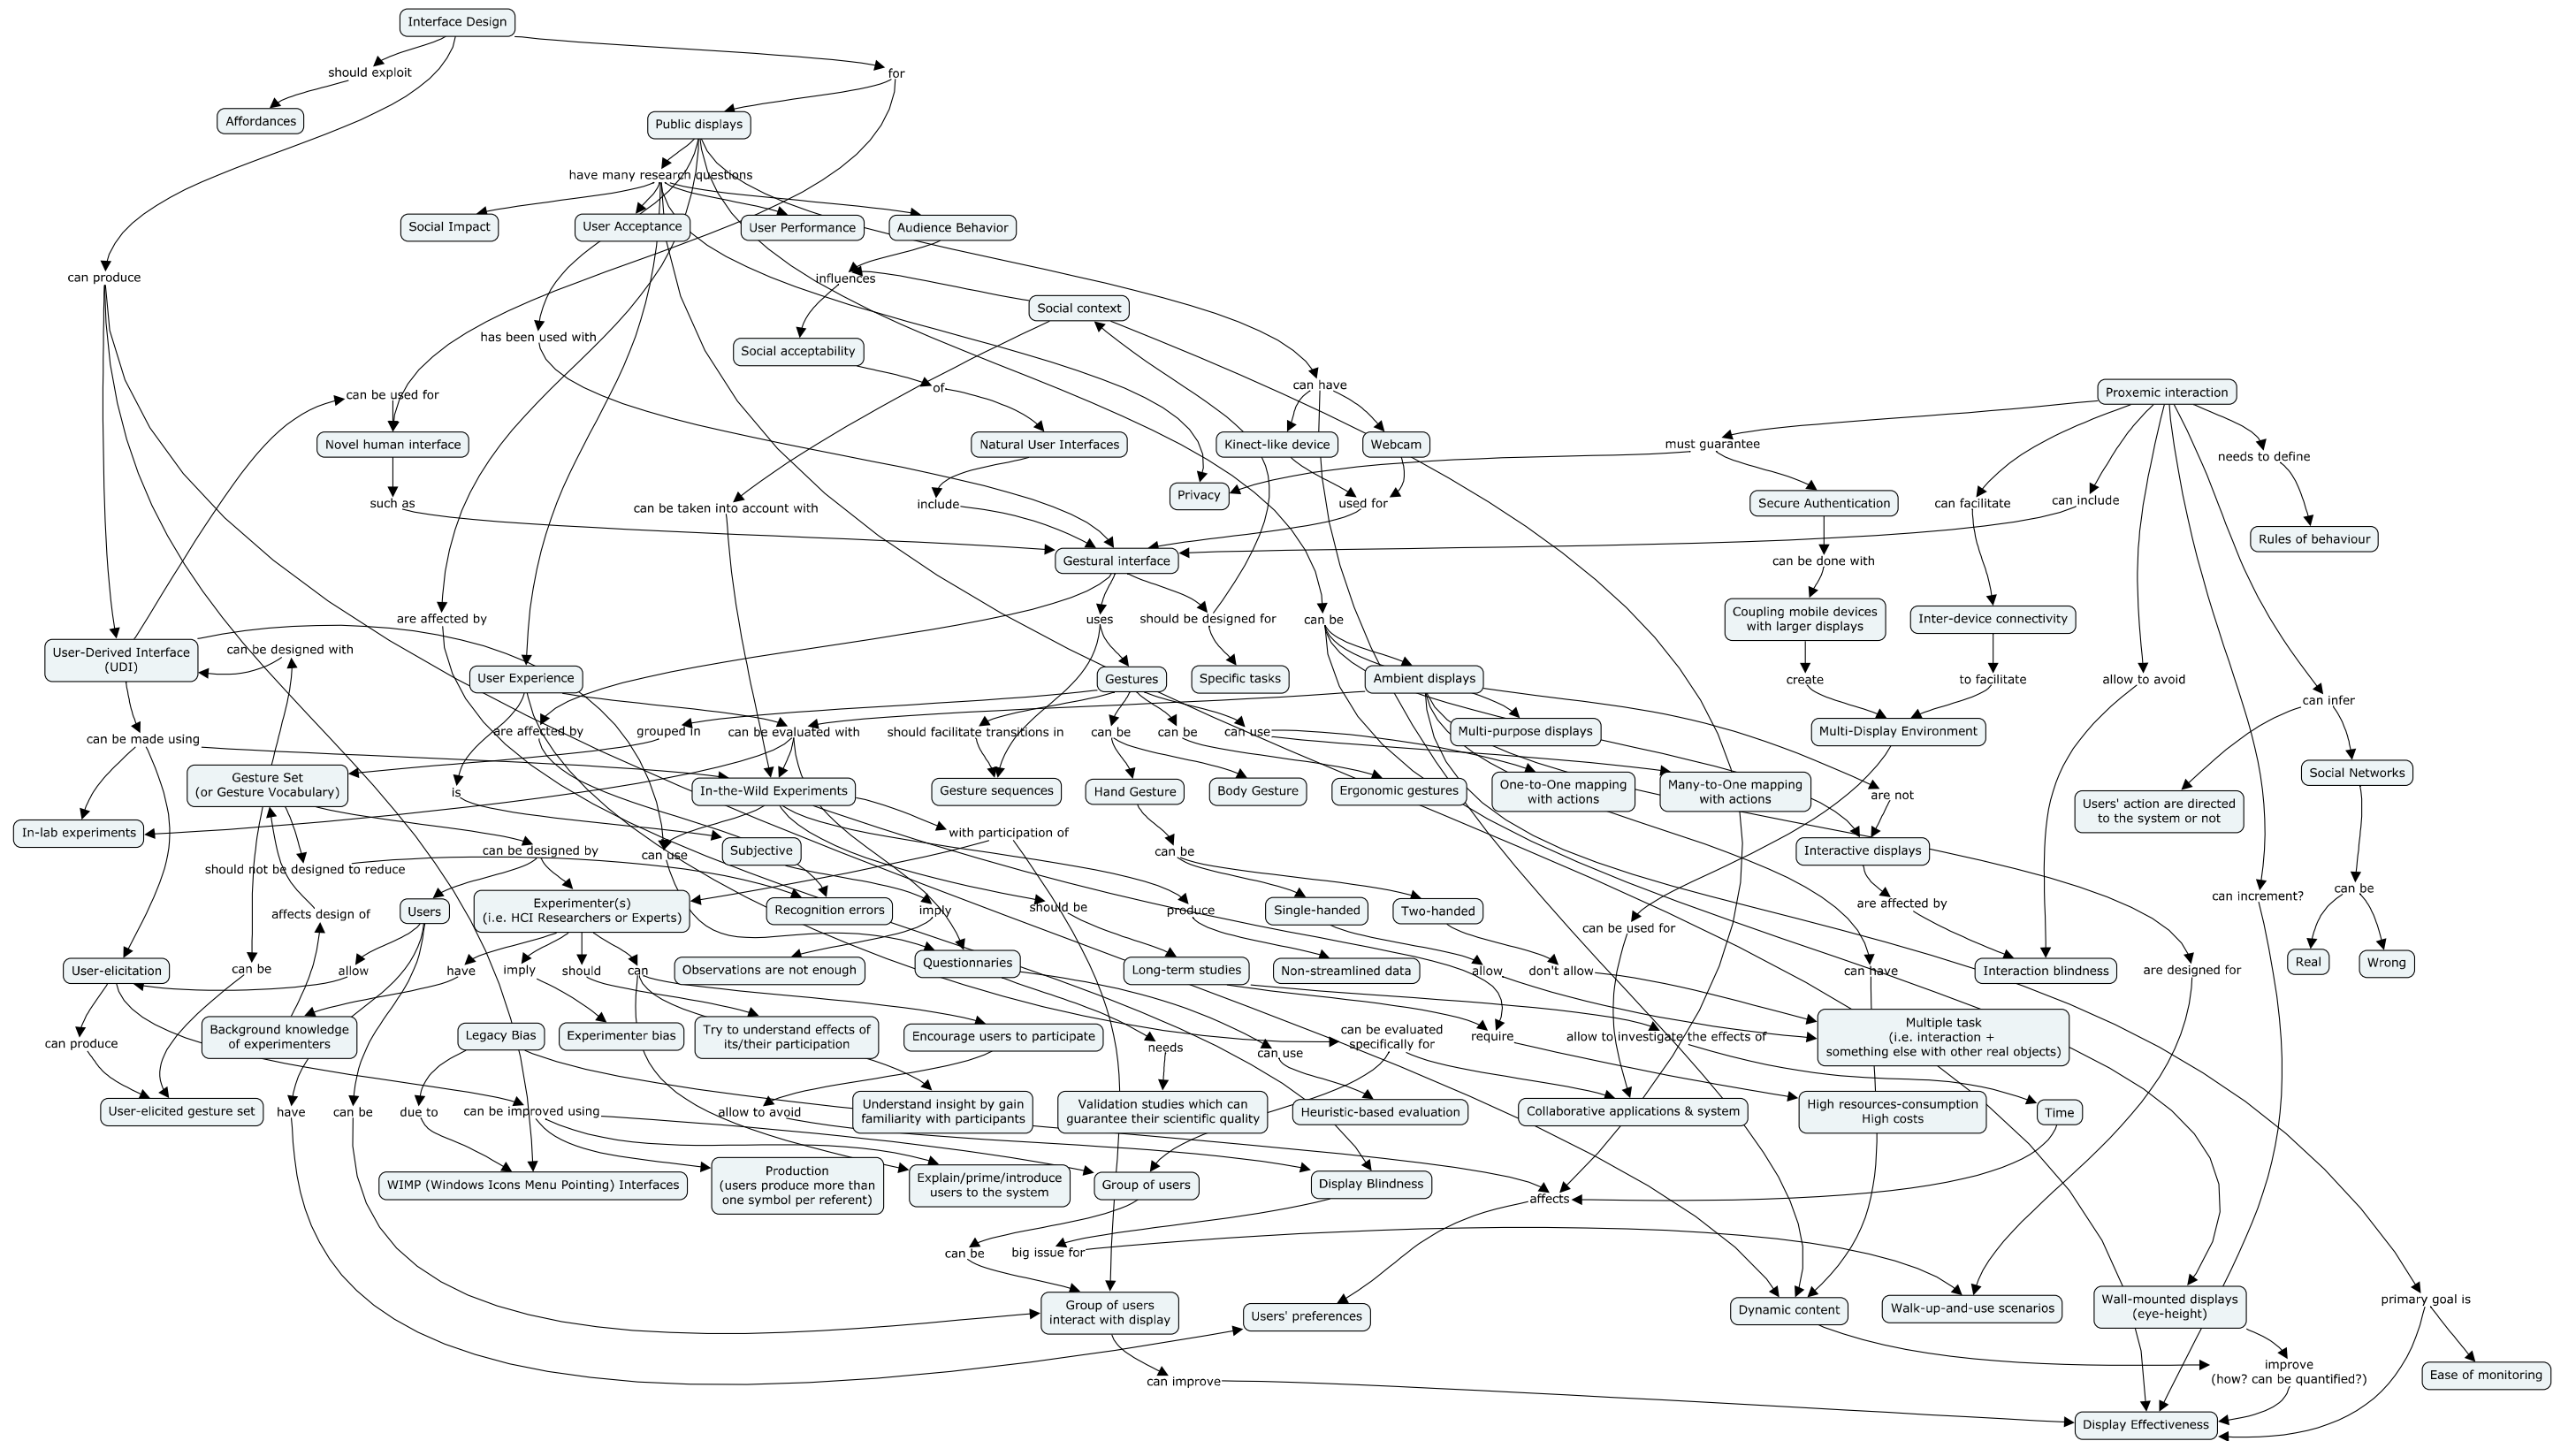 Interface Design
should exploit
for
Affordances
Public displays
have many research questions
Social Impact
User Acceptance
User Performance
Audience Behavior
can produce
influences
Social context
has been used with
Social acceptability
of
can have
can be used for
Proxemic interaction
Novel human interface
Natural User Interfaces
Kinect-like device
Webcam
must guarantee
needs to define
such as
can be taken into account with
include
Privacy
used for
Secure Authentication
can facilitate
can include
Rules of behaviour
Gestural interface
can be done with
are affected by
uses
should be designed for
can be
Coupling mobile devices
with larger displays
Inter-device connectivity
User-Derived Interface
(UDI)
can be designed with
User Experience
Gestures
Specific tasks
Ambient displays
create
to facilitate
allow to avoid
can infer
can be made using
are affected by
grouped in
can be evaluated with
should facilitate transitions in
can be
can be
can use
Multi-purpose displays
Multi-Display Environment
Gesture Set
(or Gesture Vocabulary)
is
In-the-Wild Experiments
Gesture sequences
Hand Gesture
Body Gesture
Ergonomic gestures
One-to-One mapping
with actions
Many-to-One mapping
with actions
are not
Social Networks
Users' action are directed
to the system or not
In-lab experiments
with participation of
can be designed by
can use
Subjective
can be
Interactive displays
should not be designed to reduce
affects design of
Users
Experimenter(s)
(i.e. HCI Researchers or Experts)
Recognition errors
imply
should be
produce
Single-handed
Two-handed
can be used for
are affected by
can increment?
can be
User-elicitation
can be
allow
have
imply
should
can
Observations are not enough
Questionnaries
Long-term studies
Non-streamlined data
allow
don't allow
can have
Interaction blindness
are designed for
Real
Wrong
can produce
Background knowledge
of experimenters
Legacy Bias
Experimenter bias
Try to understand effects of
its/their participation
Encourage users to participate
needs
can use
can be evaluated
specifically for
require
allow to investigate the effects of
Multiple task
(i.e. interaction +
something else with other real objects)
User-elicited gesture set
have
can be
due to
can be improved using
allow to avoid
Understand insight by gain
familiarity with participants
Validation studies which can
guarantee their scientific quality
Heuristic-based evaluation
Collaborative applications & system
High resources-consumption
High costs
Time
WIMP (Windows Icons Menu Pointing) Interfaces
Production
(users produce more than
one symbol per referent)
Explain/prime/introduce
users to the system
Group of users
Display Blindness
affects
can be
big issue for
Group of users
interact with display
Users' preferences
Dynamic content
Walk-up-and-use scenarios
Wall-mounted displays
(eye-height)
primary goal is
can improve
improve
(how? can be quantified?)
Ease of monitoring
Display Effectiveness